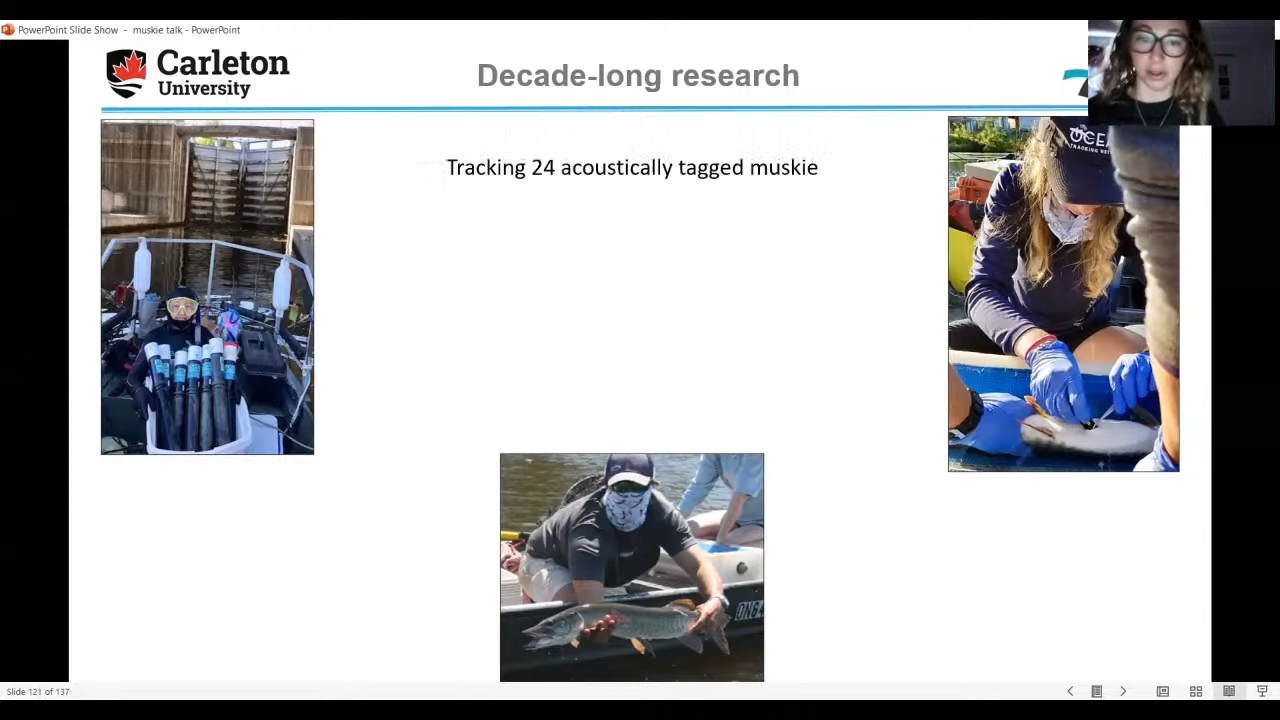 PowerPoint Slide Show - muskie talk - PowerPoint
Carleton
University
Decade-long research
Tracking 24 acoustically tagged muskie
Slide 121 of 137